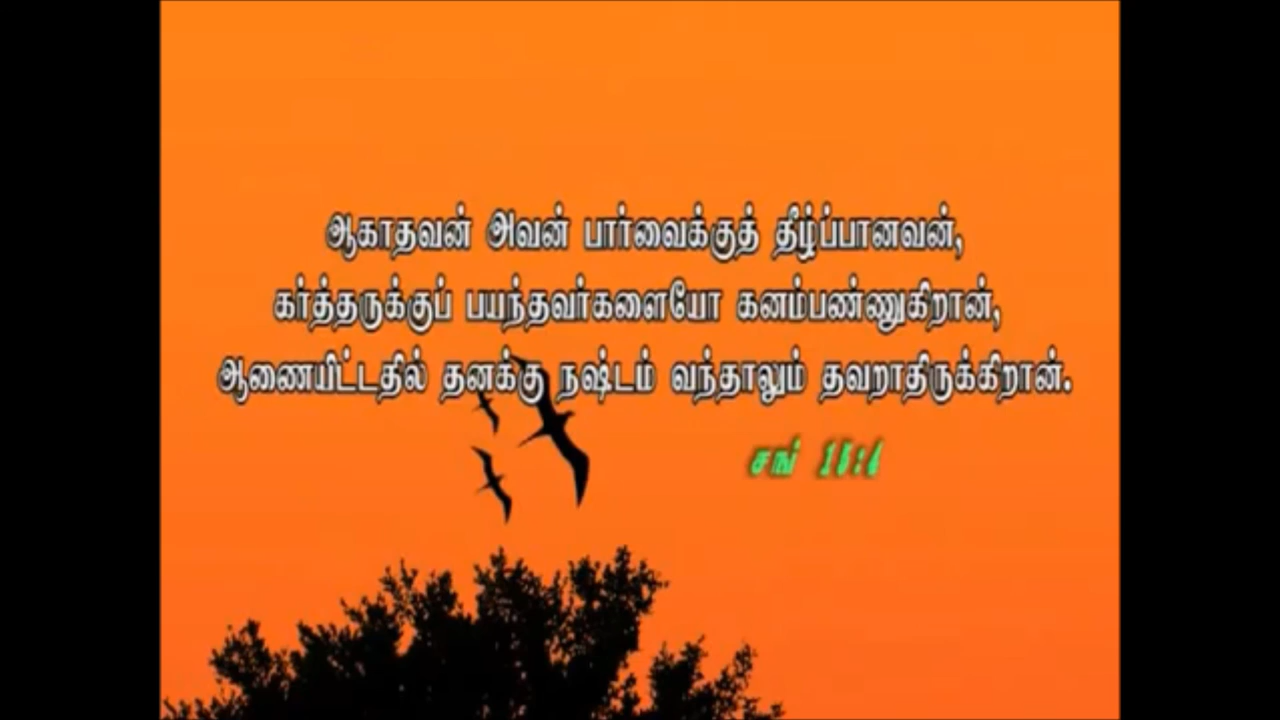 ஆகாதவன் அவன் பார்வைக்குத் தீழ்ப்பானவன்,
கர்த்தருக்குப் பயந்தவர்களையோ கனம்பண்ணுகிறான்,
ஆணையிட்டதில் தனக்கு நஷ்டம் வந்தாலும் தவறாதிருக்கிறான்.
சங் 15:4